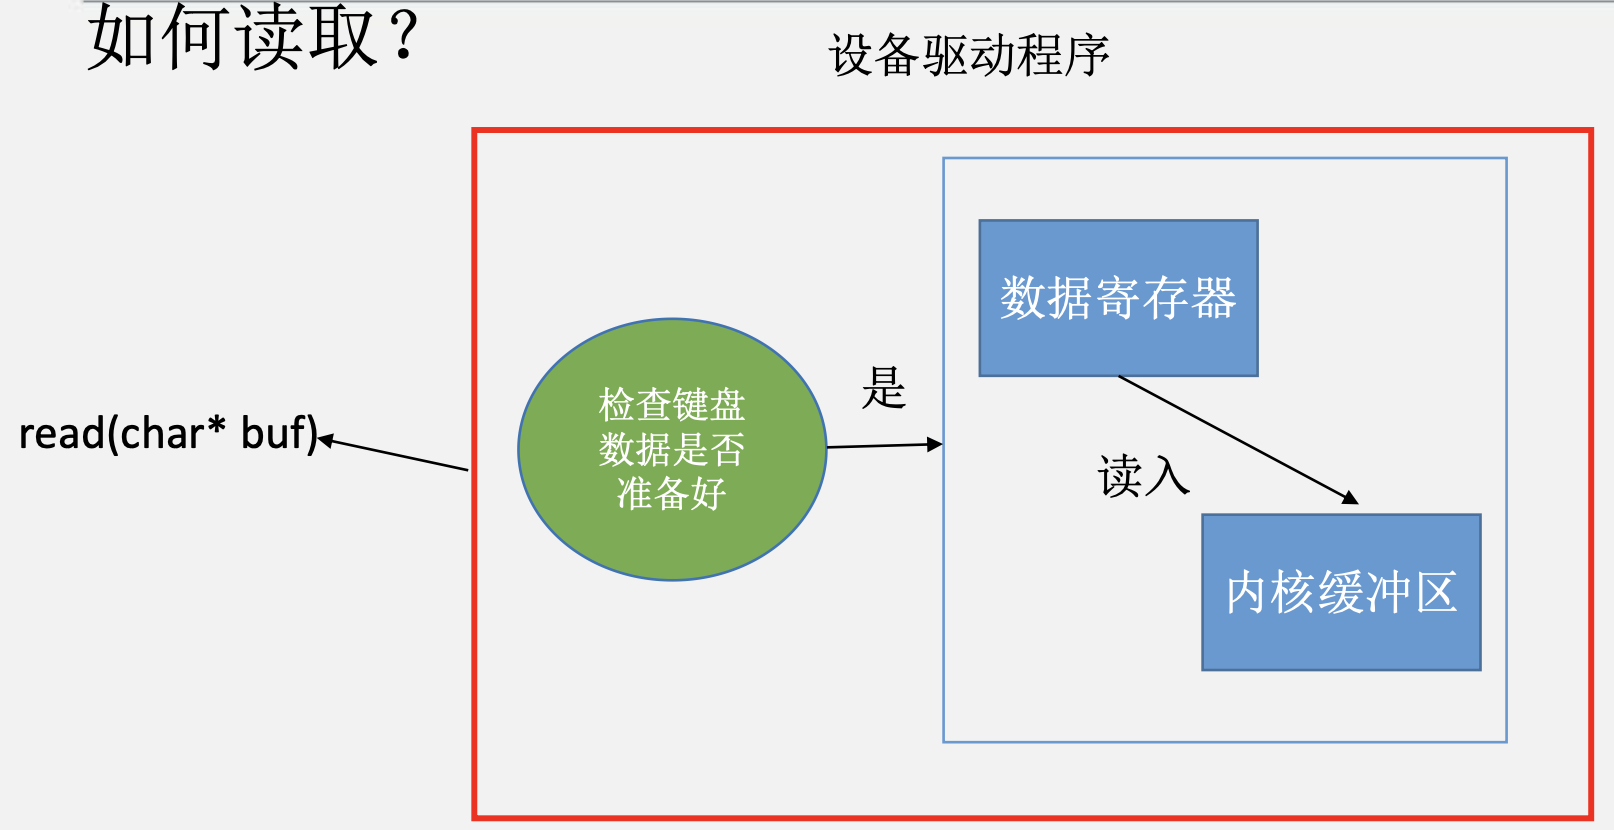 如何读取？
设备驱动程序
数据寄存器
是
检查键盘
数据是否
准备好
read(char* buf)
读入
内核缓冲区